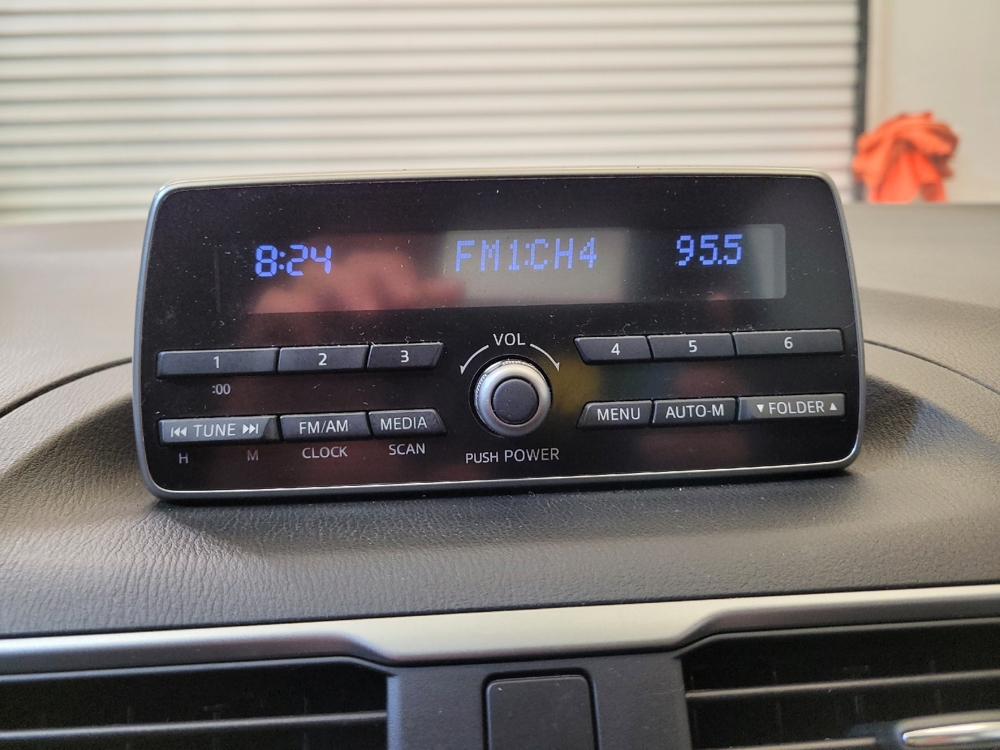 8:24 FM1:CH4 95.5
VOL
1 2 3 4 5 6
:00
⏮ TUNE ⏭ FM/AM MEDIA MENU AUTO-M ▼ FOLDER ▲
H M CLOCK SCAN PUSH POWER